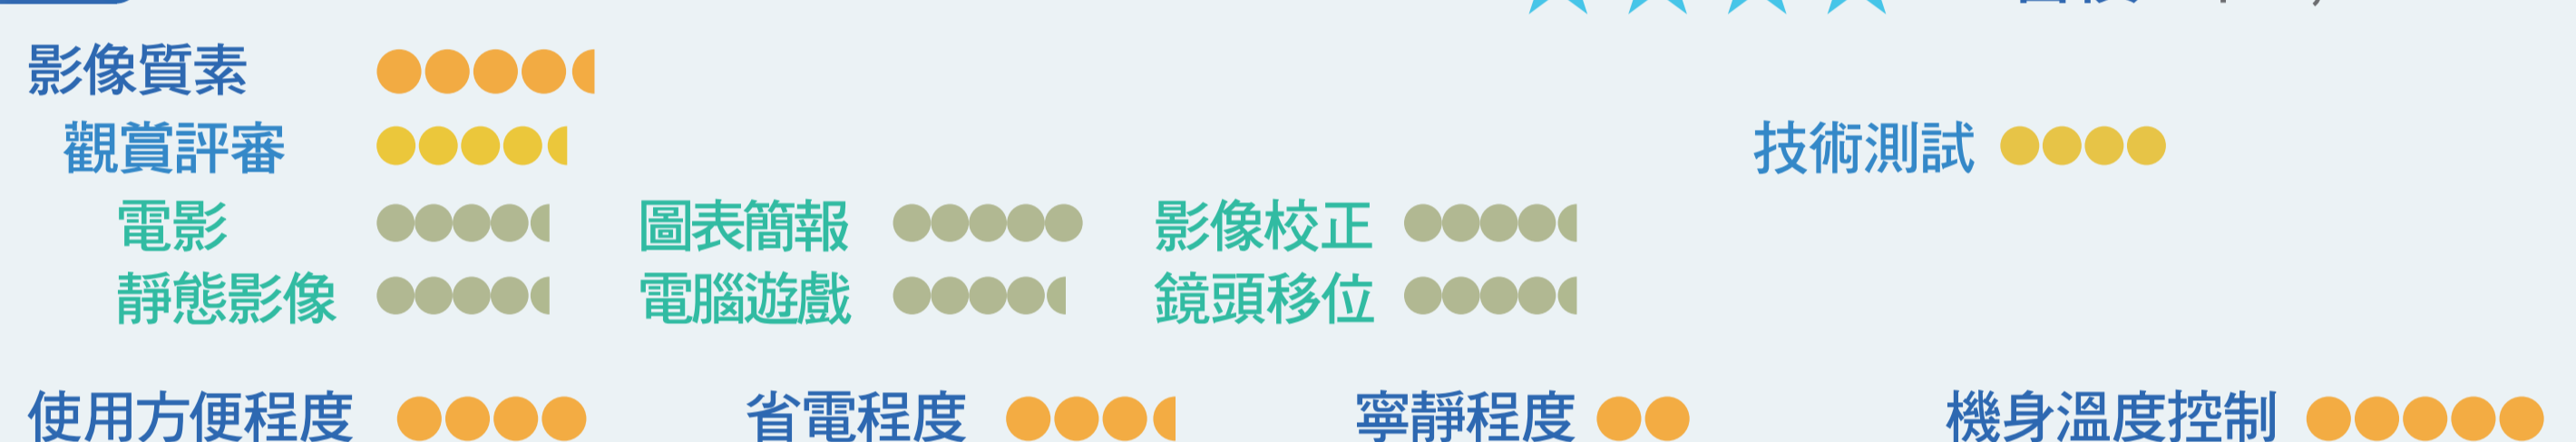 影像質素
觀賞評審 技術測試
電影 圖表簡報 影像校正
靜態影像 電腦遊戲 鏡頭移位
使用方便程度 省電程度 寧靜程度 機身溫度控制